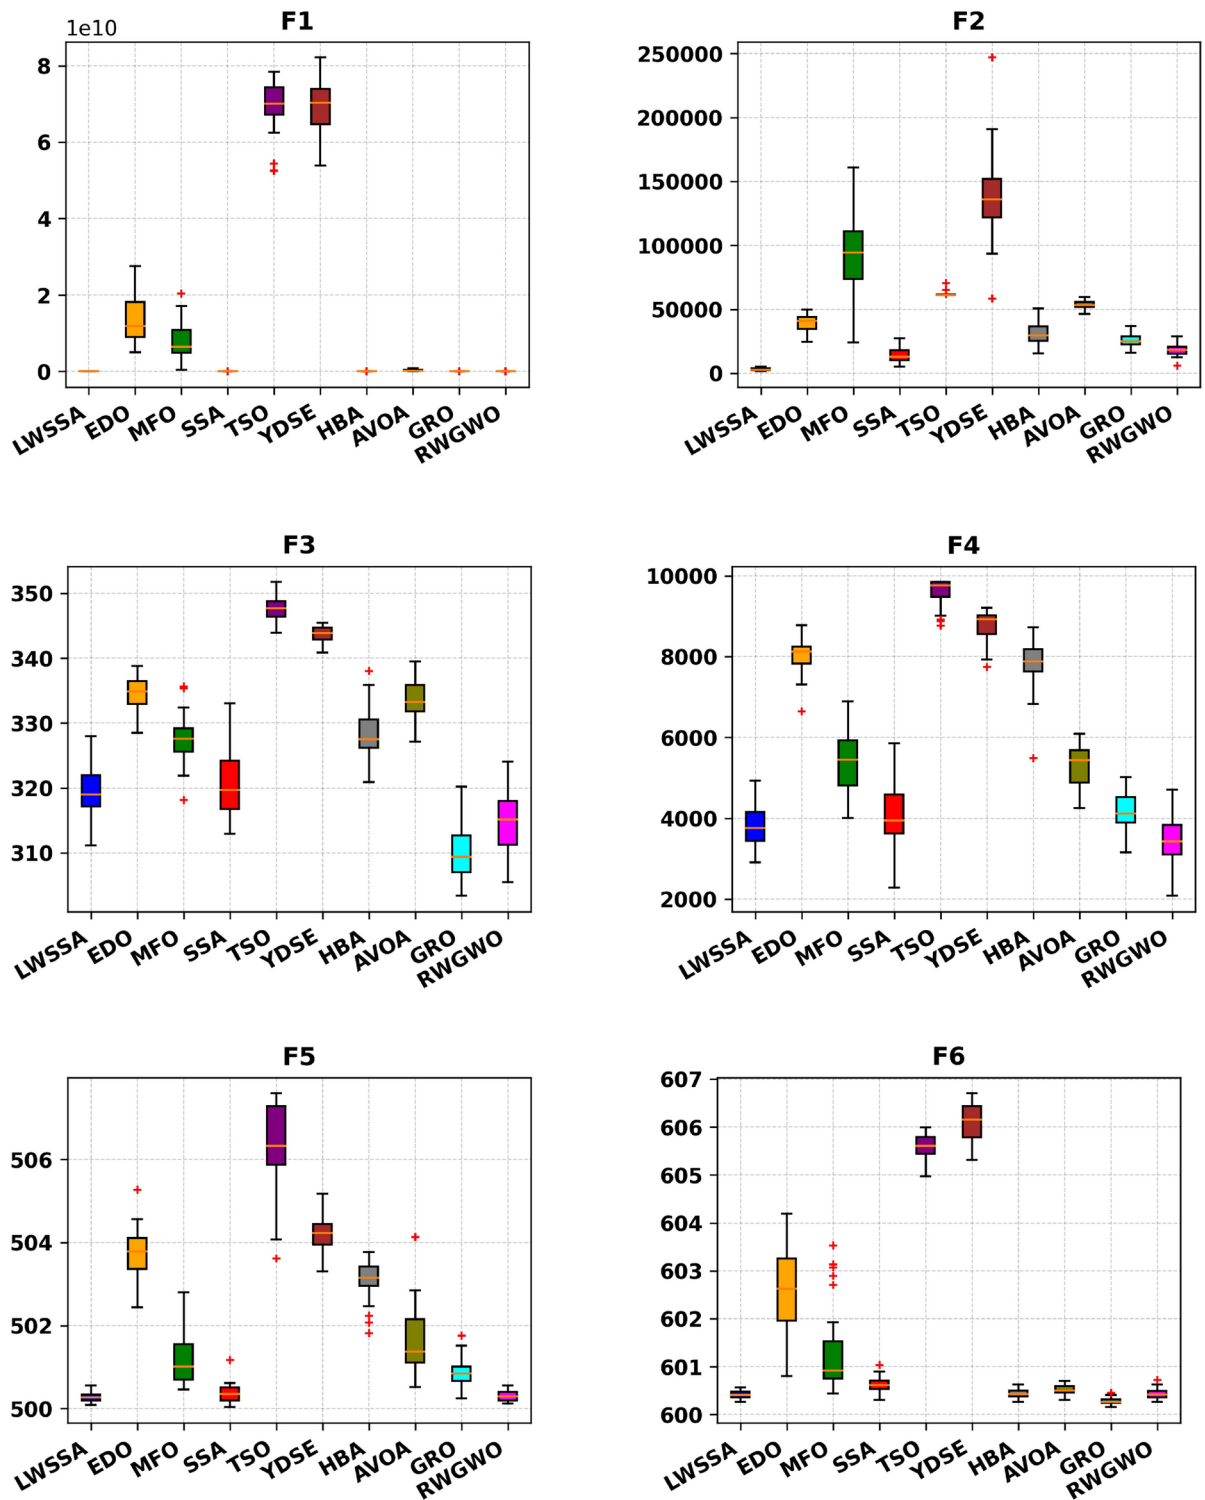 F1
1e10
8
6
4
2
0
LWSSA EDO MFO SSA TSO YDSE HBA AVOA GRO RWGWO
F2
250000
200000
150000
100000
50000
0
LWSSA EDO MFO SSA TSO YDSE HBA AVOA GRO RWGWO
F3
350
340
330
320
310
LWSSA EDO MFO SSA TSO YDSE HBA AVOA GRO RWGWO
F4
10000
8000
6000
4000
2000
LWSSA EDO MFO SSA TSO YDSE HBA AVOA GRO RWGWO
F5
506
504
502
500
LWSSA EDO MFO SSA TSO YDSE HBA AVOA GRO RWGWO
F6
607
606
605
604
603
602
601
600
LWSSA EDO MFO SSA TSO YDSE HBA AVOA GRO RWGWO